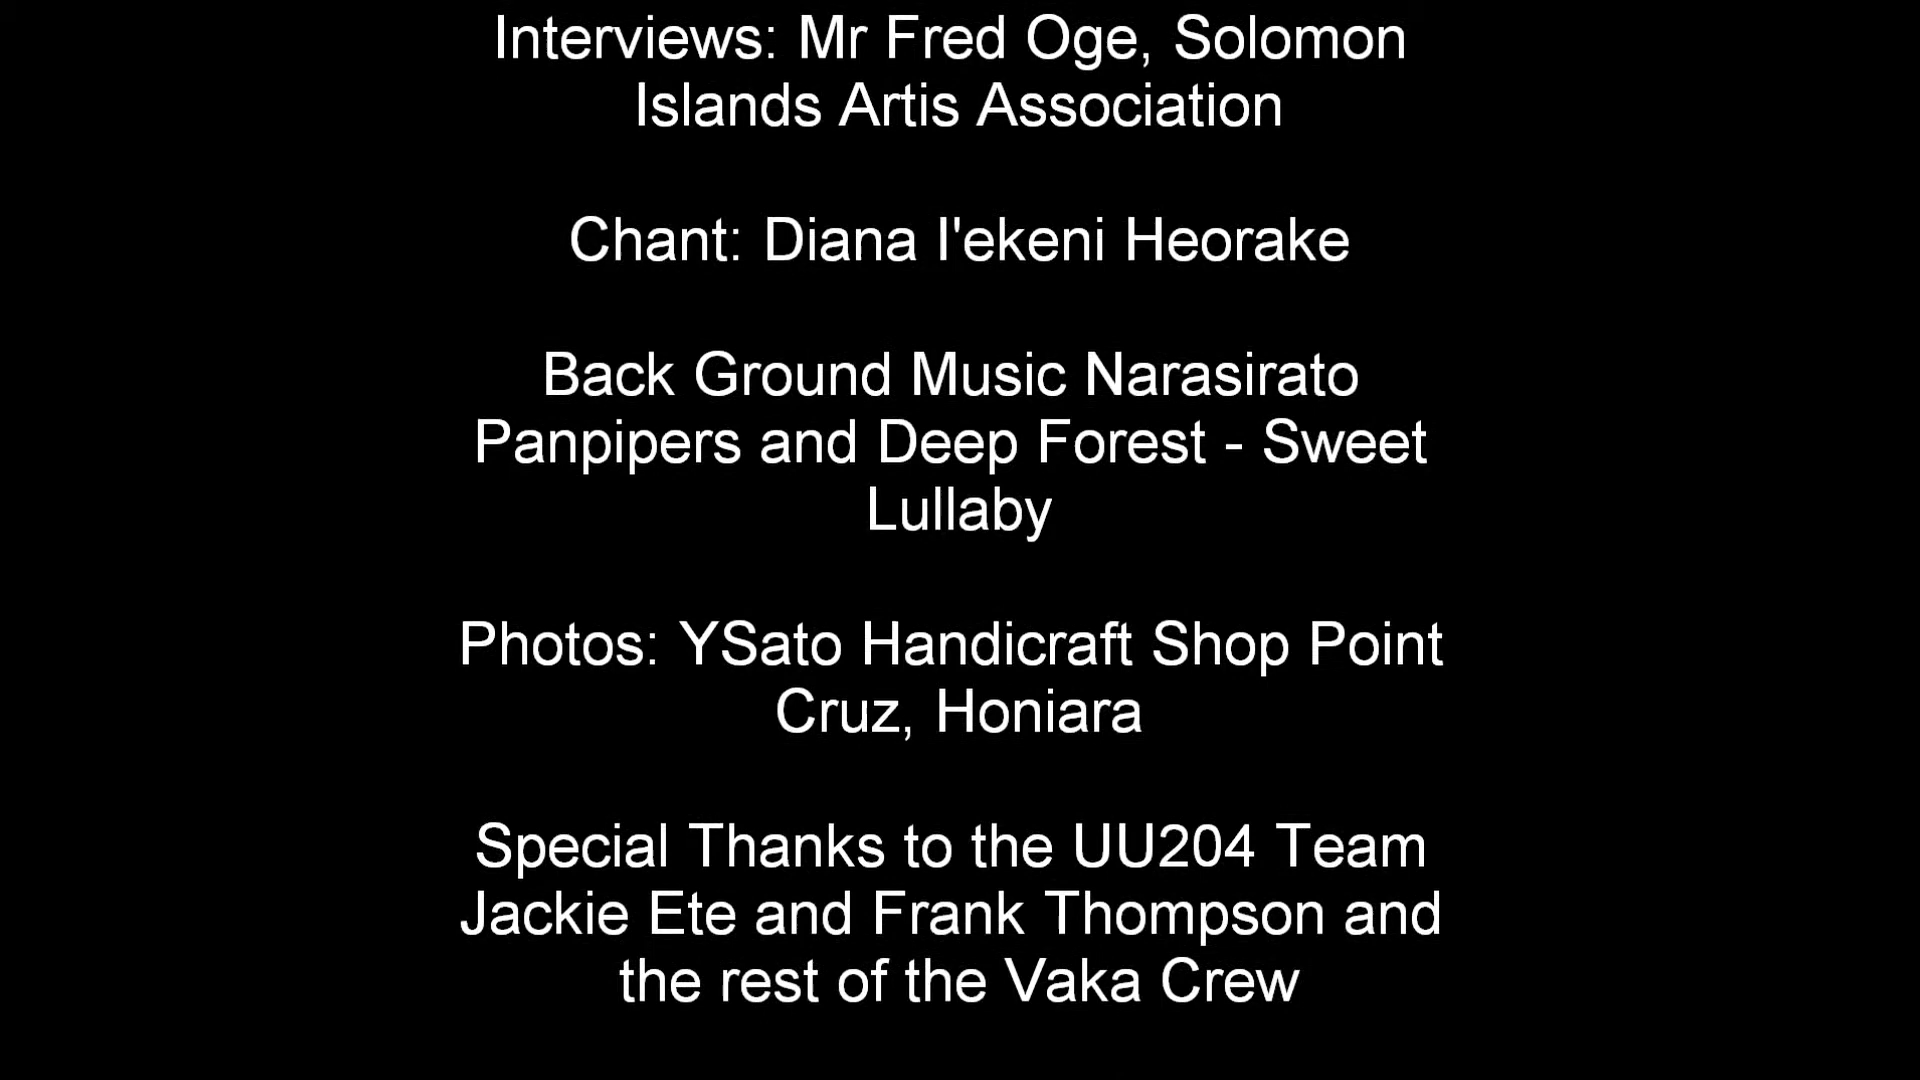 Interviews: Mr Fred Oge, Solomon
Islands Artis Association
Chant: Diana I'ekeni Heorake
Back Ground Music Narasirato
Panpipers and Deep Forest - Sweet
Lullaby
Photos: YSato Handicraft Shop Point
Cruz, Honiara
Special Thanks to the UU204 Team
Jackie Ete and Frank Thompson and
the rest of the Vaka Crew